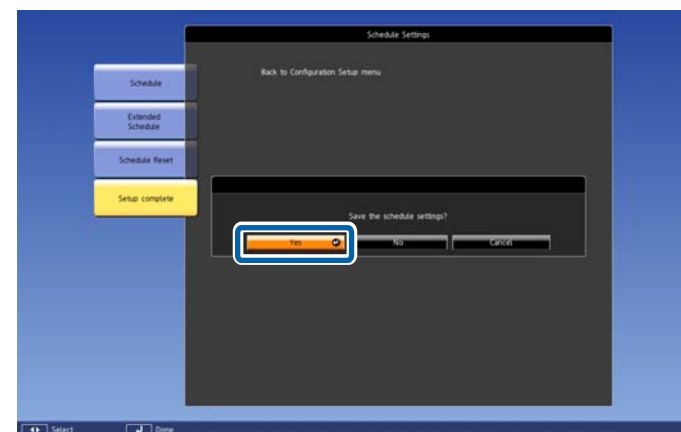 Schedule Settings
Back to Configuration Setup menu
Schedule
Extended
Schedule
Schedule Reset
Setup complete
Save the schedule settings?
Yes No Cancel
Select Done